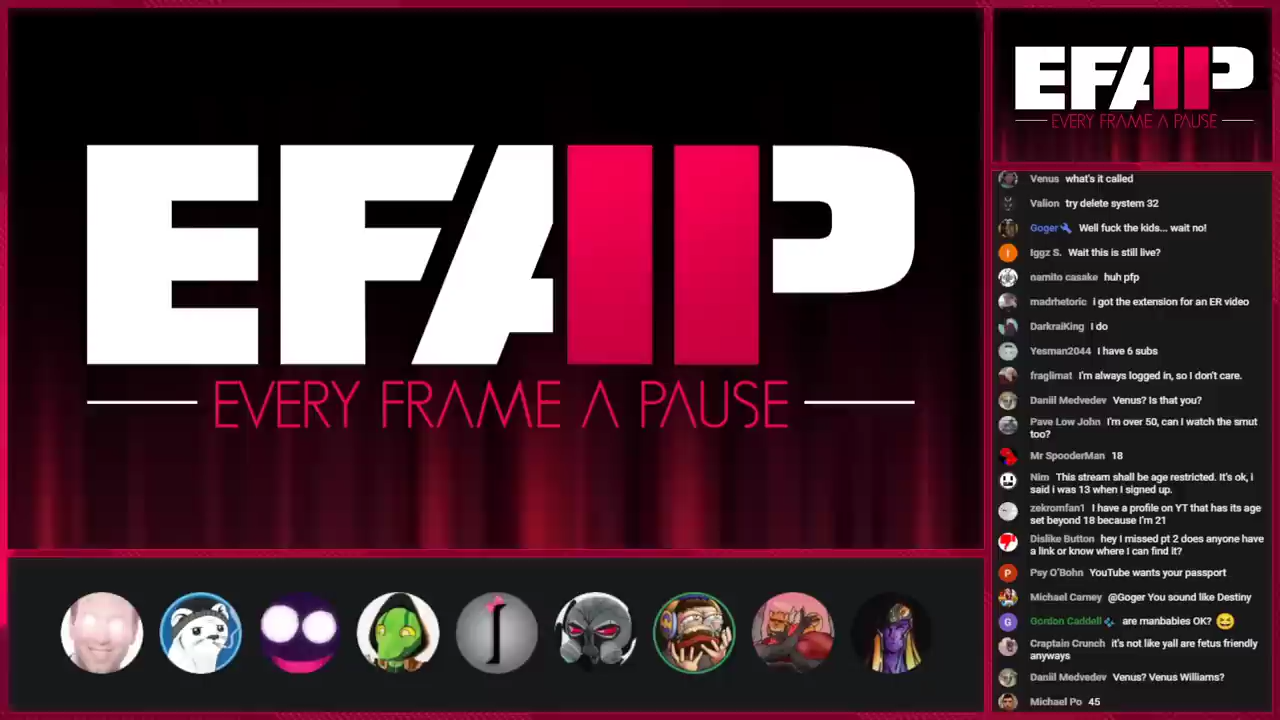 EFAP
EVERY FRAME A PAUSE
EFAP
EVERY FRAME A PAUSE
Venus what's it called
Valion try delete system 32
Goger Well fuck the kids... wait no!
Iggz S. Wait this is still live?
namito casake huh pfp
madrhetoric i got the extension for an ER video
DarkraiKing I do
Yesman2044 I have 6 subs
fraglimat I'm always logged in, so I don't care.
Daniil Medvedev Venus? Is that you?
Pave Low John I'm over 50, can I watch the smut
too?
Mr SpooderMan 18
Nim This stream shall be age restricted. It's ok, i
said i was 13 when I signed up.
zekromfan1 I have a profile on YT that has its age
set beyond 18 because I'm 21
Dislike Button hey I missed pt 2 does anyone have
a link or know where I can find it?
P Psy O'Bohn YouTube wants your passport
Michael Carney @Goger You sound like Destiny
G Gordon Caddell are manbabies OK? 😆
Craptain Crunch it's not like yall are fetus friendly
anyways
Daniil Medvedev Venus? Venus Williams?
Michael Po 45